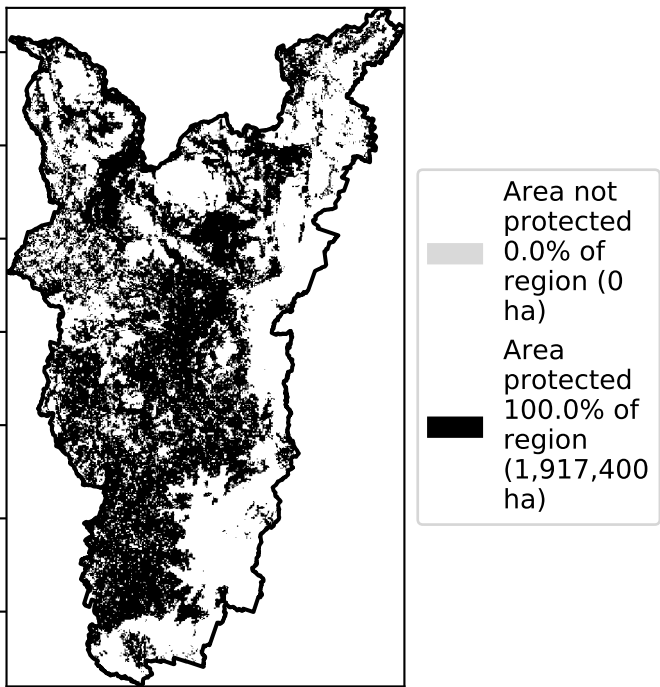 Area not
protected
0.0% of
region (0
ha)
Area
protected
100.0% of
region
(1,917,400
ha)